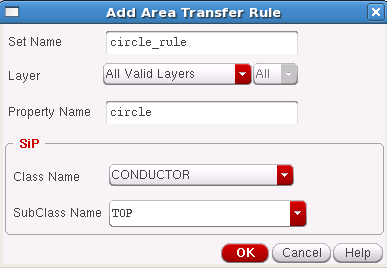 Add Area Transfer Rule
Set Name circle_rule
Layer All Valid Layers All
Property Name circle
SiP
Class Name CONDUCTOR
SubClass Name TOP
OK Cancel Help